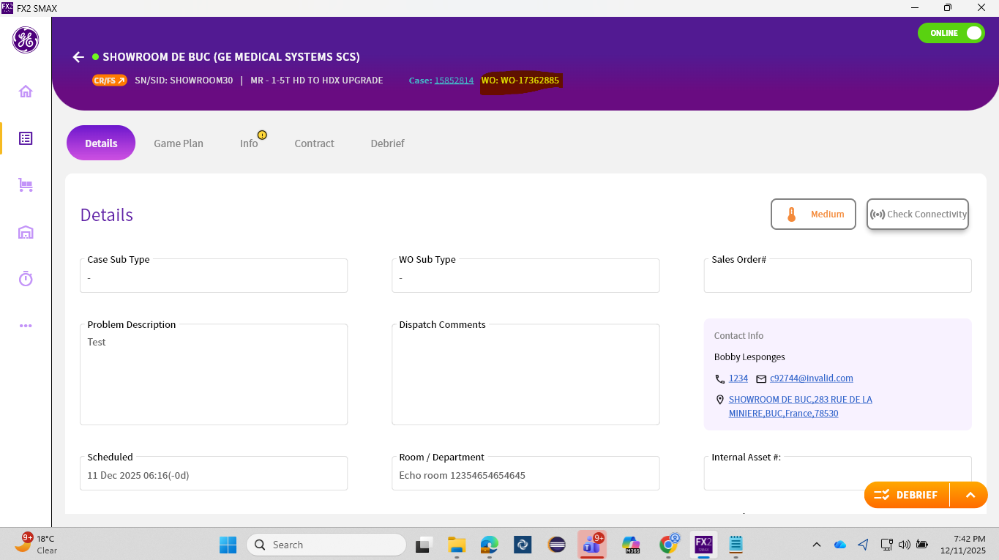 FX2 SMAX
ONLINE
SHOWROOM DE BUC (GE MEDICAL SYSTEMS SCS)
CR/FS SN/SID: SHOWROOM30 | MR - 1-5T HD TO HDX UPGRADE Case: 15852814 WO: WO-17362885
Details Game Plan Info Contract Debrief
Details
Medium
Check Connectivity
Case Sub Type
-
WO Sub Type
-
Sales Order#
Problem Description
Test
Dispatch Comments
Contact Info
Bobby Lesponges
1234 c92744@invalid.com
SHOWROOM DE BUC,283 RUE DE LA
MINIERE,BUC,France,78530
Scheduled
11 Dec 2025 06:16(-0d)
Room / Department
Echo room 12354654654645
Internal Asset #:
DEBRIEF
9+
18°C
Clear
Search
9+
M365
FX2
SMAX
7:42 PM
12/11/2025